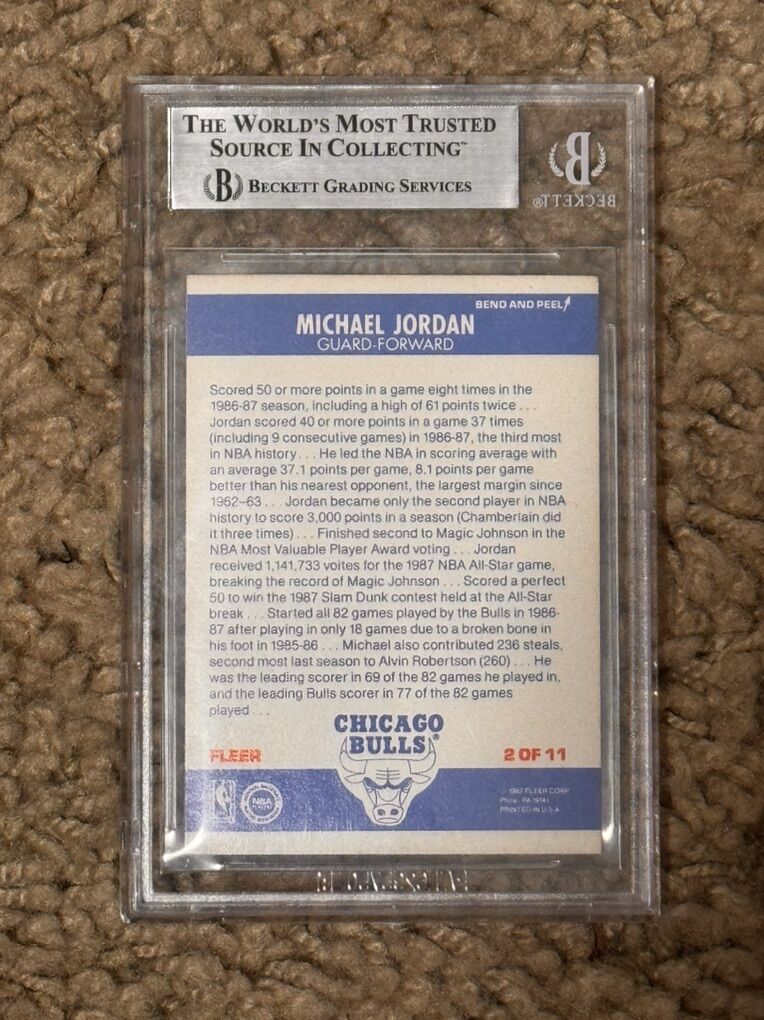 THE WORLD'S MOST TRUSTED
SOURCE IN COLLECTING™
B BECKETT GRADING SERVICES
B
BECKETT®
BEND AND PEEL
MICHAEL JORDAN
GUARD-FORWARD
Scored 50 or more points in a game eight times in the
1986-87 season, including a high of 61 points twice . . .
Jordan scored 40 or more points in a game 37 times
(including 9 consecutive games) in 1986-87, the third most
in NBA history . . . He led the NBA in scoring average with
an average 37.1 points per game, 8.1 points per game
better than his nearest opponent, the largest margin since
1962–63 . . . Jordan became only the second player in NBA
history to score 3,000 points in a season (Chamberlain did
it three times) . . . Finished second to Magic Johnson in the
NBA Most Valuable Player Award voting . . . Jordan
received 1,141,733 voites for the 1987 NBA All-Star game,
breaking the record of Magic Johnson . . . Scored a perfect
50 to win the 1987 Slam Dunk contest held at the All-Star
break . . . Started all 82 games played by the Bulls in 1986-
87 after playing in only 18 games due to a broken bone in
his foot in 1985-86 . . . Michael also contributed 236 steals,
second most last season to Alvin Robertson (260) . . . He
was the leading scorer in 69 of the 82 games he played in,
and the leading Bulls scorer in 77 of the 82 games
played . . .
CHICAGO
BULLS®
FLEER
2 OF 11
NBA
© 1987 FLEER CORP.
Phila., PA 19141
PRINTED IN U.S.A.